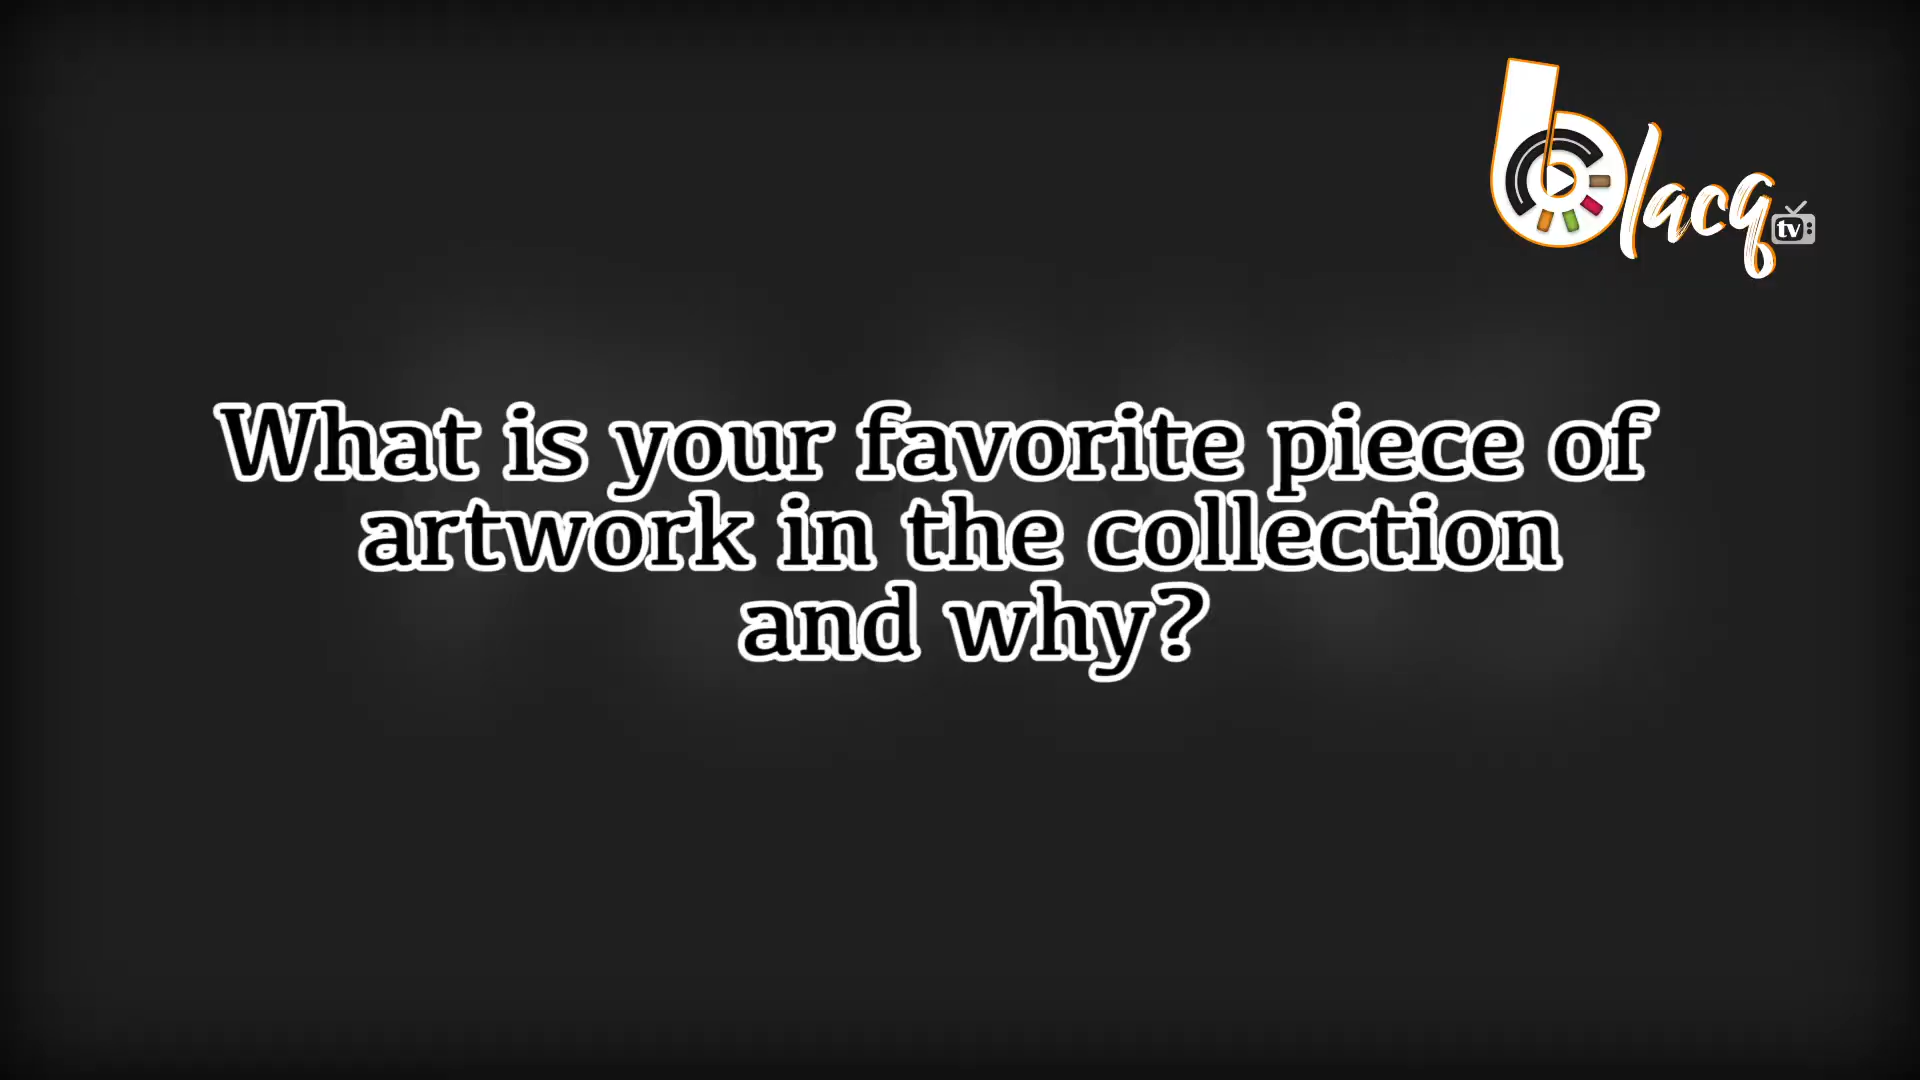 blacq
tv
What is your favorite piece of
artwork in the collection
and why?